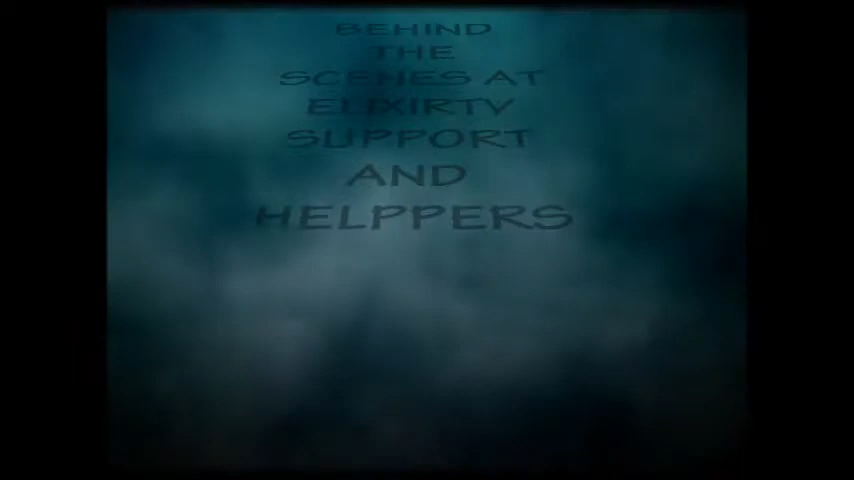 BEHIND
THE
SCENES AT
ELIXIRTV
SUPPORT
AND
HELPPERS